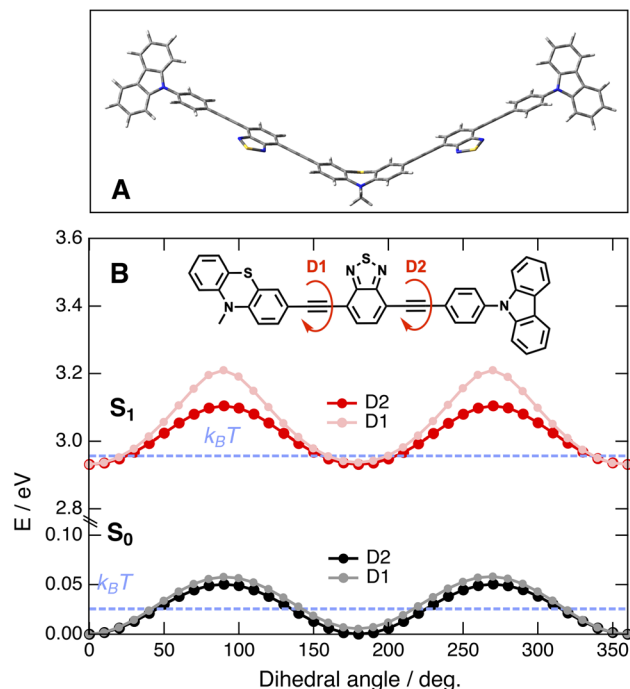 A
3.6
B
S
N
N
D1
D2
S
N
N
3.4
3.2
S1
D2
D1
kBT
3.0
2.8
E / eV
S0
0.10
D2
D1
kBT
0.05
0.00
0 50 100 150 200 250 300 350
Dihedral angle / deg.